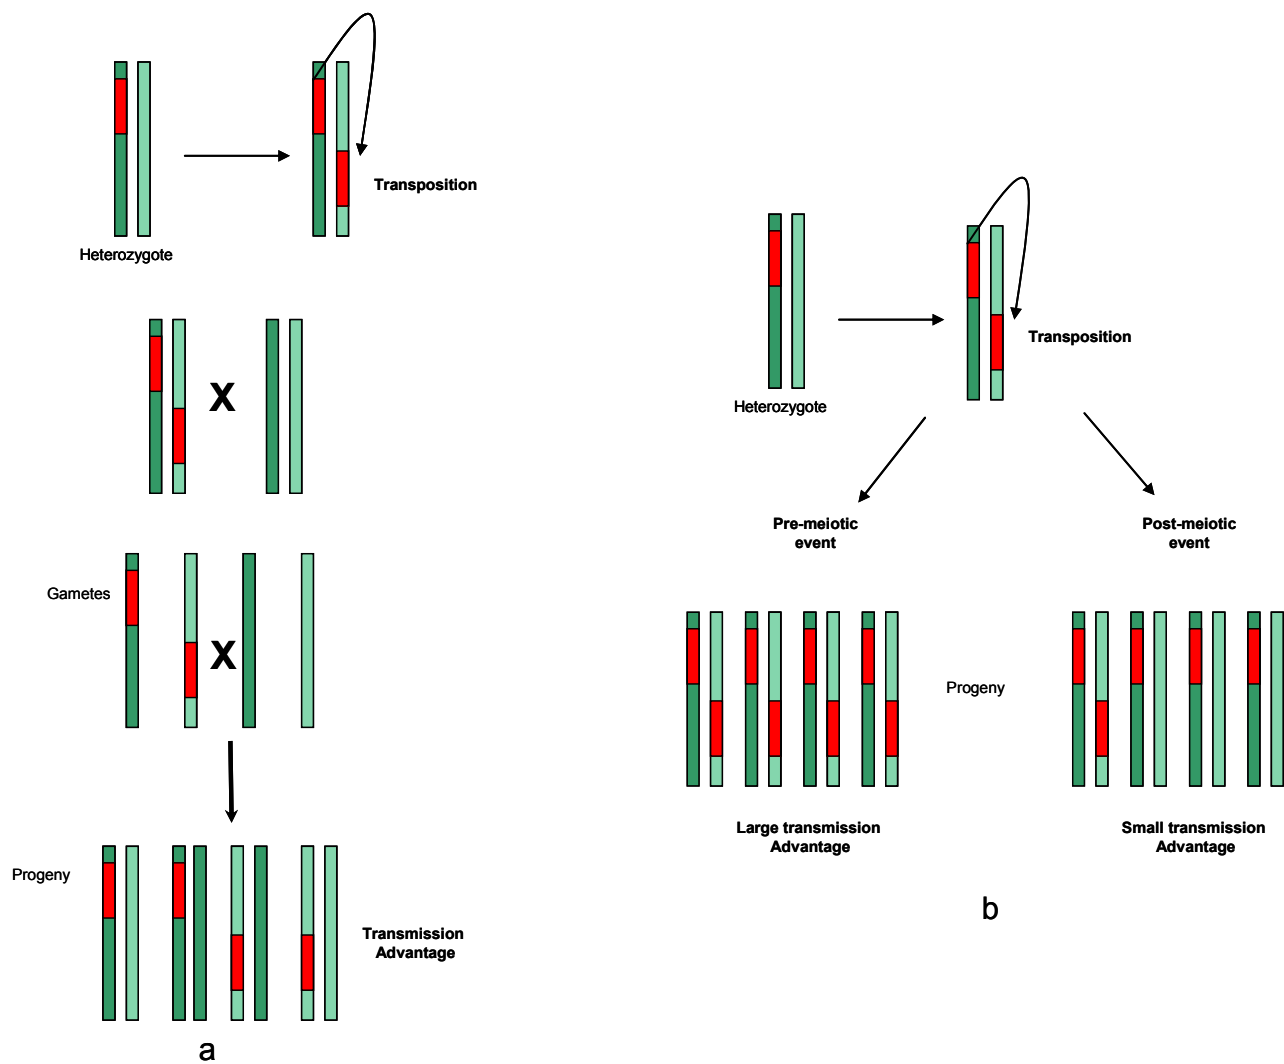 Transposition
Heterozygote
X
Gametes
X
Progeny
Transmission
Advantage
a
Transposition
Heterozygote
Pre-meiotic
event
Post-meiotic
event
Progeny
Large transmission
Advantage
Small transmission
Advantage
b